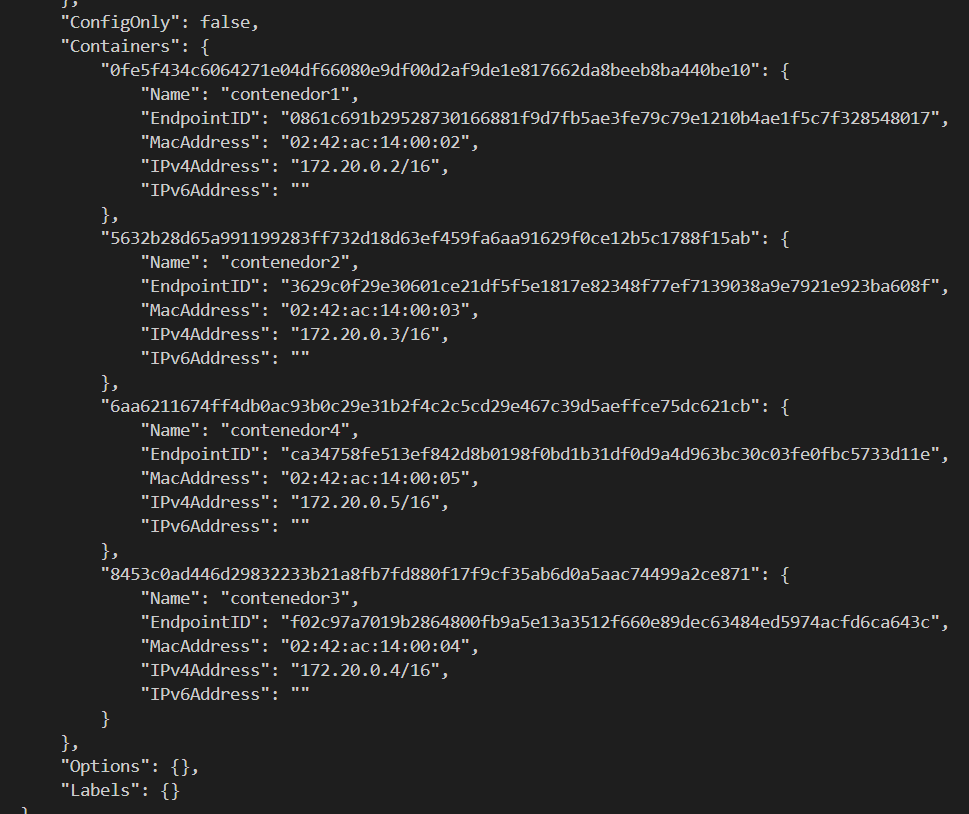 },
"ConfigOnly": false,
"Containers": {
"0fe5f434c6064271e04df66080e9df00d2af9de1e817662da8beeb8ba440be10": {
"Name": "contenedor1",
"EndpointID": "0861c691b29528730166881f9d7fb5ae3fe79c79e1210b4ae1f5c7f328548017",
"MacAddress": "02:42:ac:14:00:02",
"IPv4Address": "172.20.0.2/16",
"IPv6Address": ""
},
"5632b28d65a991199283ff732d18d63ef459fa6aa91629f0ce12b5c1788f15ab": {
"Name": "contenedor2",
"EndpointID": "3629c0f29e30601ce21df5f5e1817e82348f77ef7139038a9e7921e923ba608f",
"MacAddress": "02:42:ac:14:00:03",
"IPv4Address": "172.20.0.3/16",
"IPv6Address": ""
},
"6aa6211674ff4db0ac93b0c29e31b2f4c2c5cd29e467c39d5aeffce75dc621cb": {
"Name": "contenedor4",
"EndpointID": "ca34758fe513ef842d8b0198f0bd1b31df0d9a4d963bc30c03fe0fbc5733d11e",
"MacAddress": "02:42:ac:14:00:05",
"IPv4Address": "172.20.0.5/16",
"IPv6Address": ""
},
"8453c0ad446d29832233b21a8fb7fd880f17f9cf35ab6d0a5aac74499a2ce871": {
"Name": "contenedor3",
"EndpointID": "f02c97a7019b2864800fb9a5e13a3512f660e89dec63484ed5974acfd6ca643c",
"MacAddress": "02:42:ac:14:00:04",
"IPv4Address": "172.20.0.4/16",
"IPv6Address": ""
}
},
"Options": {},
"Labels": {}
}